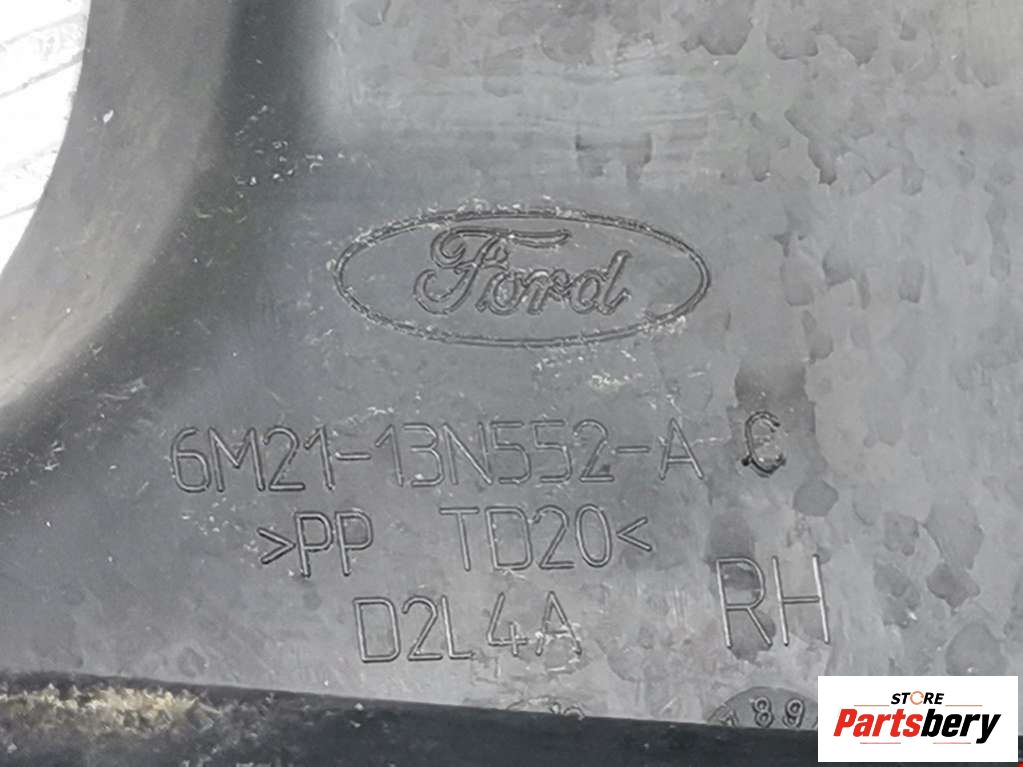 Ford
6M21-13N552-A C
>PP TD20<
D2L4A RH
STORE
Partsbery